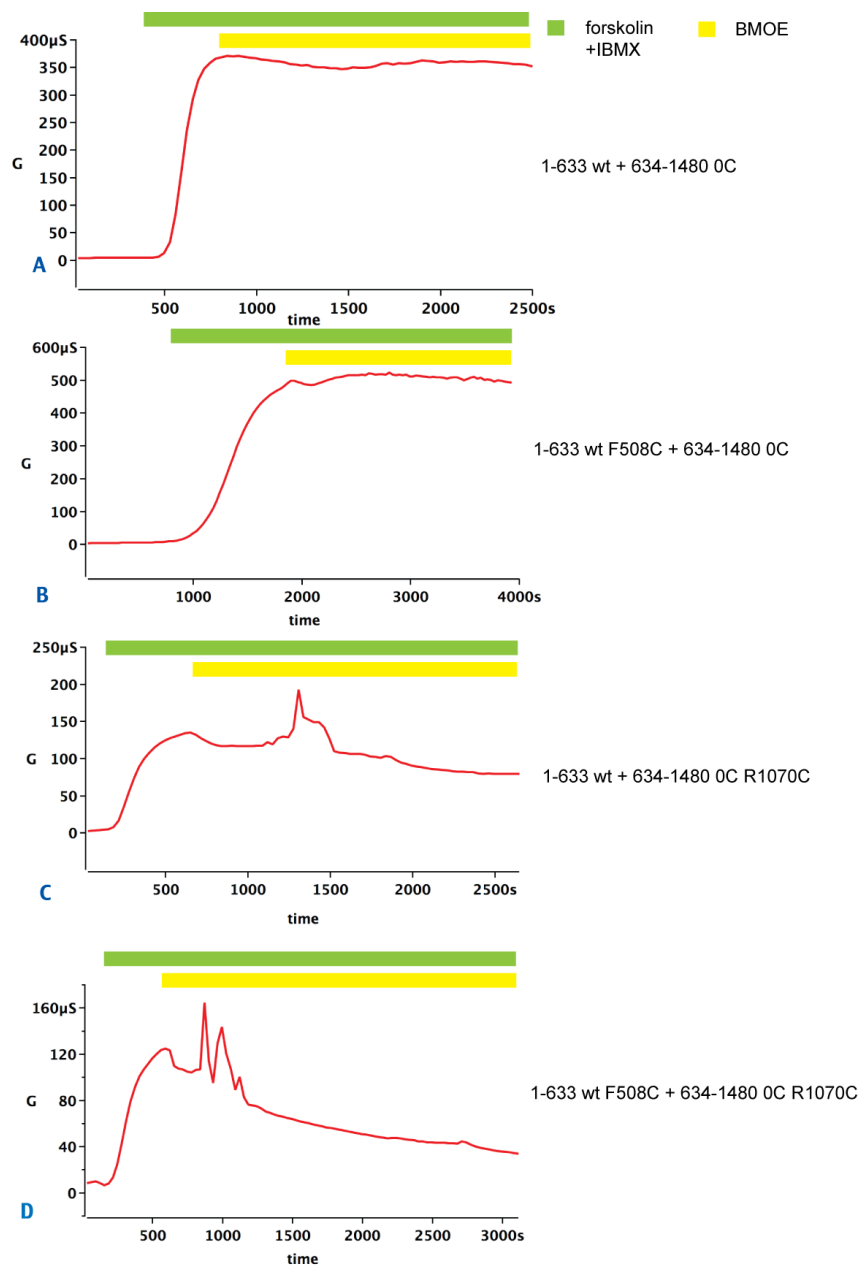 forskolin
+IBMX
BMOE
400µS
350
300
250
200
150
100
50
0
G
A
500
1000
1500
2000
2500s
time
1-633 wt + 634-1480 0C
600µS
500
400
300
200
100
0
G
B
1000
2000
3000
4000s
time
1-633 wt F508C + 634-1480 0C
250µS
200
150
100
50
0
G
C
500
1000
1500
2000
2500s
time
1-633 wt + 634-1480 0C R1070C
160µS
120
80
40
0
G
D
500
1000
1500
2000
2500
3000s
time
1-633 wt F508C + 634-1480 0C R1070C